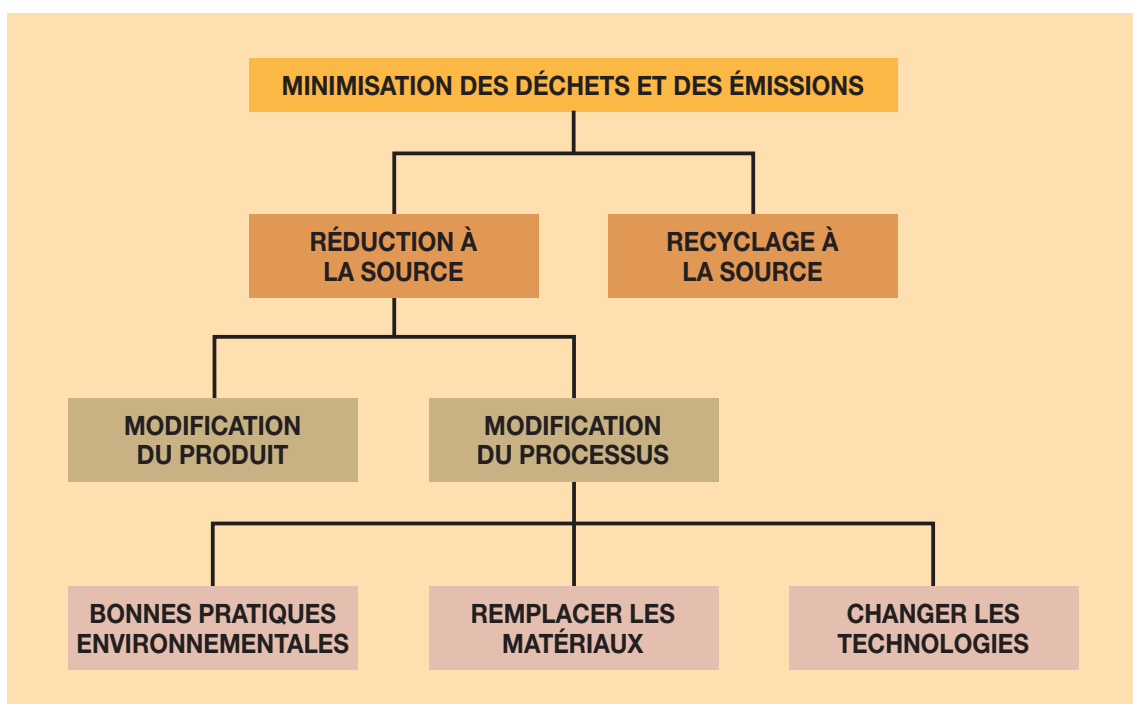 MINIMISATION DES DÉCHETS ET DES ÉMISSIONS
RÉDUCTION À
LA SOURCE
RECYCLAGE À
LA SOURCE
MODIFICATION
DU PRODUIT
MODIFICATION
DU PROCESSUS
BONNES PRATIQUES
ENVIRONNEMENTALES
REMPLACER LES
MATÉRIAUX
CHANGER LES
TECHNOLOGIES